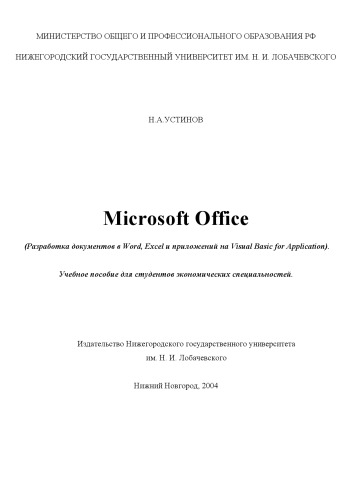 МИНИСТЕРСТВО ОБЩЕГО И ПРОФЕССИОНАЛЬНОГО ОБРАЗОВАНИЯ РФ
НИЖЕГОРОДСКИЙ ГОСУДАРСТВЕННЫЙ УНИВЕРСИТЕТ ИМ. Н. И. ЛОБАЧЕВСКОГО
Н.А.УСТИНОВ
Microsoft Office
(Разработка документов в Word, Excel и приложений на Visual Basic for Application).
Учебное пособие для студентов экономических специальностей.
Издательство Нижегородского государственного университета
им. Н. И. Лобачевского
Нижний Новгород, 2004